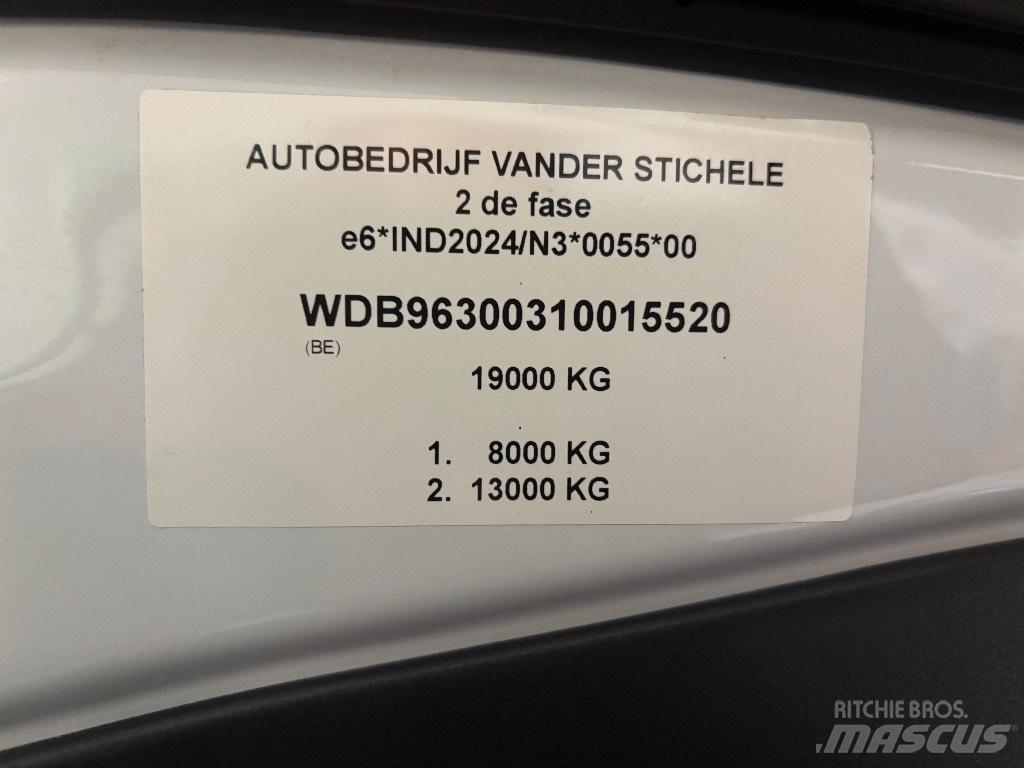 AUTOBEDRIJF VANDER STICHELE
2 de fase
e6*IND2024/N3*0055*00
WDB96300310015520
(BE)
19000 KG
1. 8000 KG
2. 13000 KG
RITCHIE BROS.
MASCUS